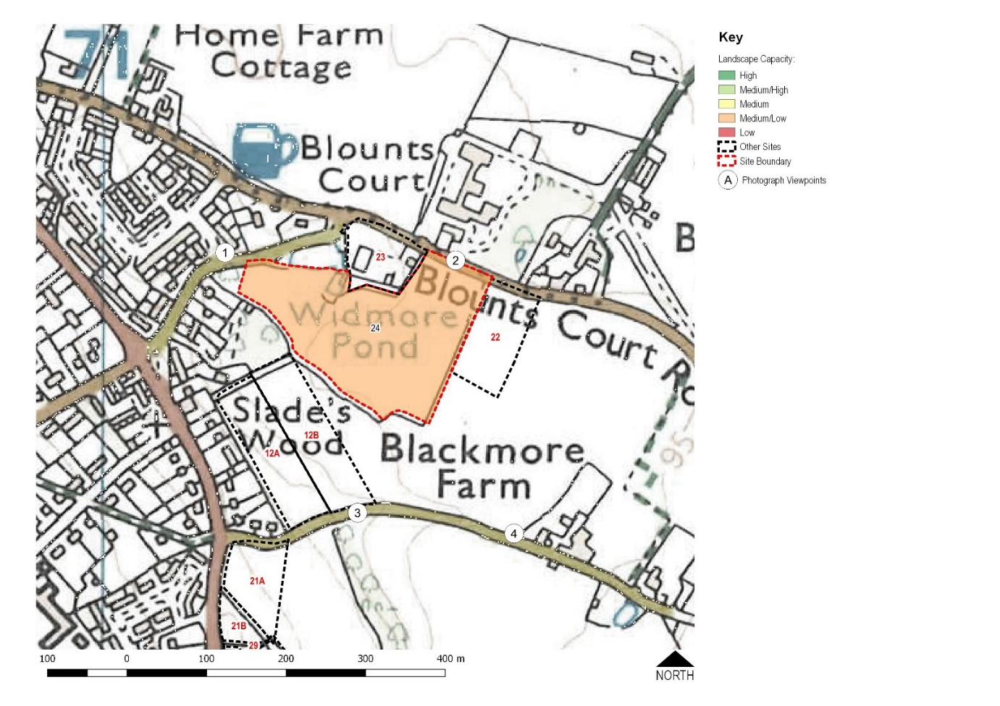 71
Home Farm
Cottage
Blounts
Court
Key
Landscape Capacity:
High
Medium/High
Medium
Medium/Low
Low
Other Sites
Site Boundary
A Photograph Viewpoints
B
1
23
2
Blounts Court
Widmore
Pond
24
22
Slade's
Wood
12B
12A
Blackmore
Farm
95
3
4
21A
21B
29
100 0 100 200 300 400 m
NORTH